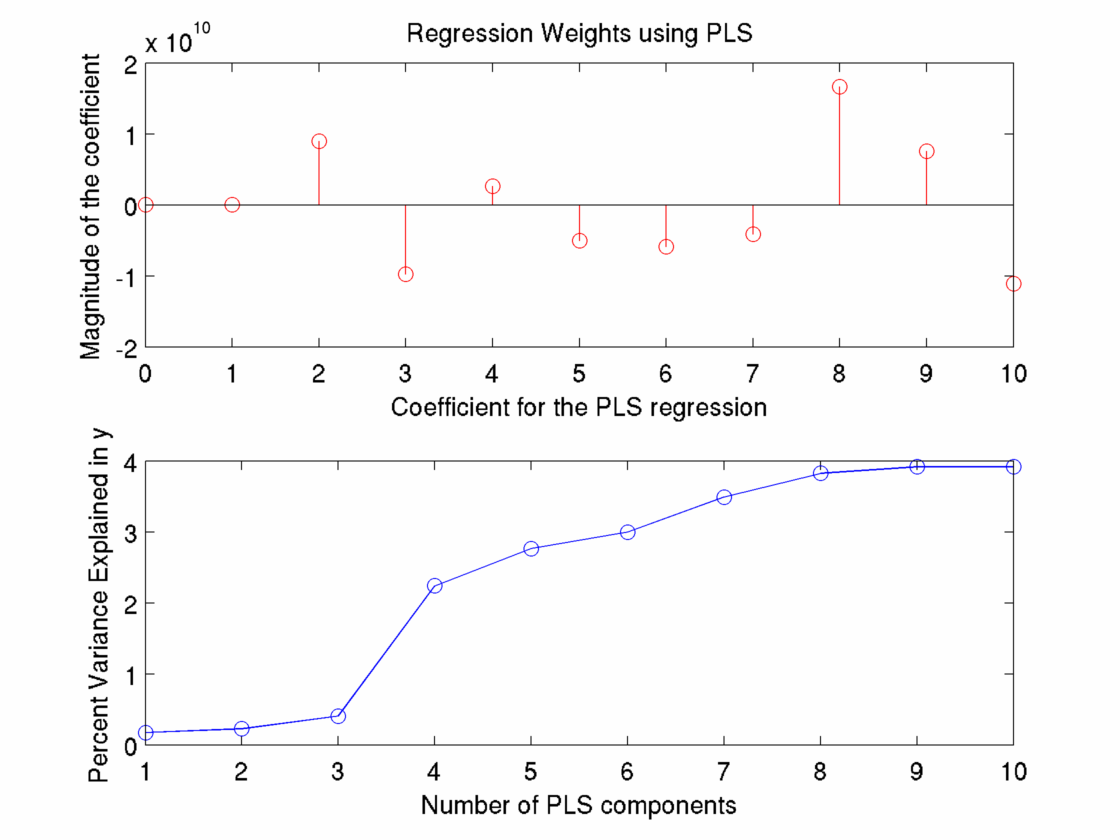 x 10^10
Regression Weights using PLS
Magnitude of the coefficient
2
1
0
-1
-2
0 1 2 3 4 5 6 7 8 9 10
Coefficient for the PLS regression
Percent Variance Explained in y
4
3
2
1
0
1 2 3 4 5 6 7 8 9 10
Number of PLS components